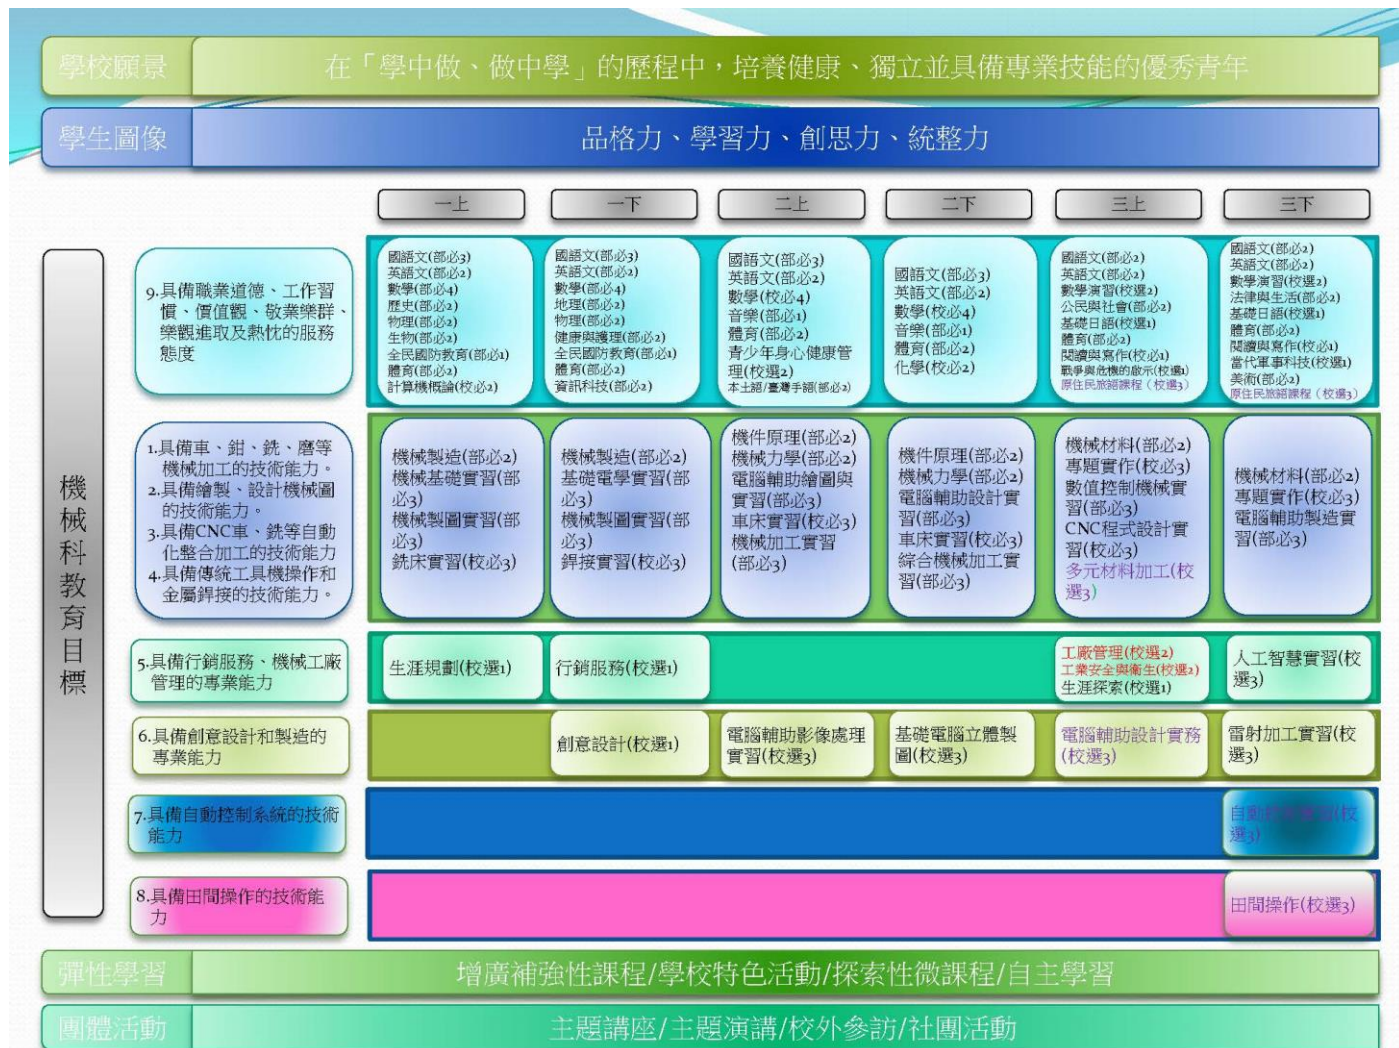 學校願景
在「學中做、做中學」的歷程中，培養健康、獨立並具備專業技能的優秀青年
學生圖像
品格力、學習力、創思力、統整力
一上
一下
二上
二下
三上
三下
機械科教育目標
9.具備職業道德、工作習
慣、價值觀、敬業樂群、
樂觀進取及熱忱的服務
態度
國語文(部必3)
英語文(部必2)
數學(部必4)
歷史(部必2)
物理(部必2)
生物(部必2)
全民國防教育(部必1)
體育(部必2)
計算機概論(校必2)
國語文(部必3)
英語文(部必2)
數學(部必4)
地理(部必2)
物理(部必2)
健康與護理(部必2)
全民國防教育(部必1)
體育(部必2)
資訊科技(部必2)
國語文(部必3)
英語文(部必2)
數學(校必4)
音樂(部必1)
體育(部必2)
青少年身心健康管
理(校選2)
本土語/臺灣手語(部必2)
國語文(部必3)
英語文(部必2)
數學(校必4)
音樂(部必1)
體育(部必2)
化學(校必2)
國語文(部必2)
英語文(部必2)
數學演習(校選2)
公民與社會(部必2)
基礎日語(校選1)
體育(部必2)
閱讀與寫作(校必1)
戰爭與危機的啟示(校選1)
原住民族語課程（校選3）
國語文(部必2)
英語文(部必2)
數學演習(校選2)
法律與生活(部必2)
基礎日語(校選1)
體育(部必2)
閱讀與寫作(校必1)
當代軍事科技(校選1)
美術(部必2)
原住民族語課程（校選3）
1.具備車、鉗、銑、磨等
機械加工的技術能力。
2.具備繪製、設計機械圖
的技術能力。
3.具備CNC車、銑等自動
化整合加工的技術能力
4.具備傳統工具機操作和
金屬銲接的技術能力。
機械製造(部必2)
機械基礎實習(部
必3)
機械製圖實習(部
必3)
銑床實習(校必3)
機械製造(部必2)
基礎電學實習(部
必3)
機械製圖實習(部
必3)
銲接實習(校必3)
機件原理(部必2)
機械力學(部必2)
電腦輔助繪圖與
實習(部必3)
車床實習(校必3)
機械加工實習
(部必3)
機件原理(部必2)
機械力學(部必2)
電腦輔助設計實
習(部必3)
車床實習(校必3)
綜合機械加工實
習(部必3)
機械材料(部必2)
專題實作(校必3)
數值控制機械實
習(部必3)
CNC程式設計實
習(校必3)
多元材料加工(校
選3)
機械材料(部必2)
專題實作(校必3)
電腦輔助製造實
習(部必3)
5.具備行銷服務、機械工廠
管理的專業能力
生涯規劃(校選1)
行銷服務(校選1)
工廠管理(校選2)
工業安全與衛生(校選2)
生涯探索(校選1)
人工智慧實習(校
選3)
6.具備創意設計和製造的
專業能力
創意設計(校選1)
電腦輔助影像處理
實習(校選3)
基礎電腦立體製
圖(校選3)
電腦輔助設計實務
(校選3)
雷射加工實習(校
選3)
7.具備自動控制系統的技術
能力
自動控制實習(校
選3)
8.具備田間操作的技術能
力
田間操作(校選3)
彈性學習
增廣補強性課程/學校特色活動/探索性微課程/自主學習
團體活動
主題講座/主題演講/校外參訪/社團活動